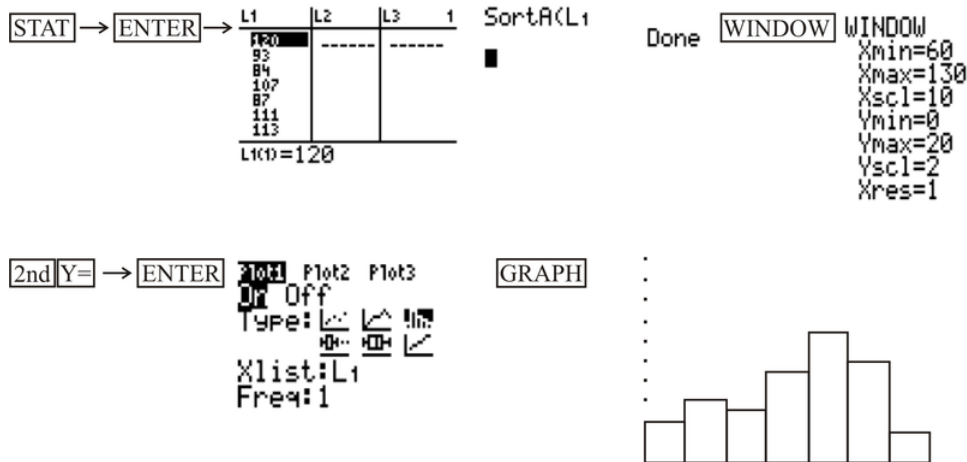 STAT → ENTER →
L1 L2 L3 1
120 ------ ------
93
84
107
87
111
113
L1(1)=120
SortA(L1
Done
WINDOW
WINDOW
Xmin=60
Xmax=130
Xscl=10
Ymin=0
Ymax=20
Yscl=2
Xres=1
2nd Y= → ENTER
Plot1 Plot2 Plot3
On Off
Type:
Xlist:L1
Freq:1
GRAPH